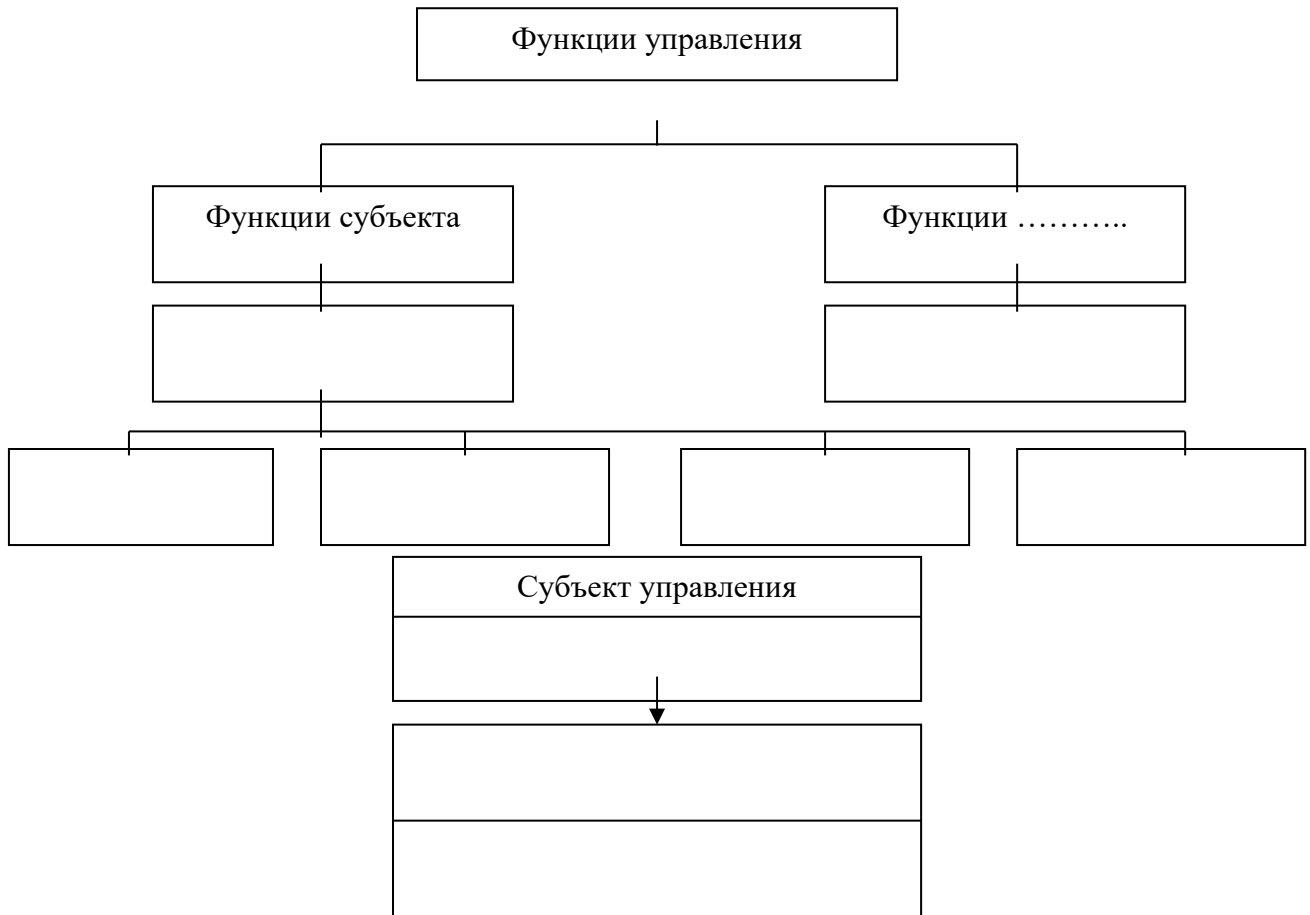 Функции управления
Функции субъекта
Функции ………..
Субъект управления